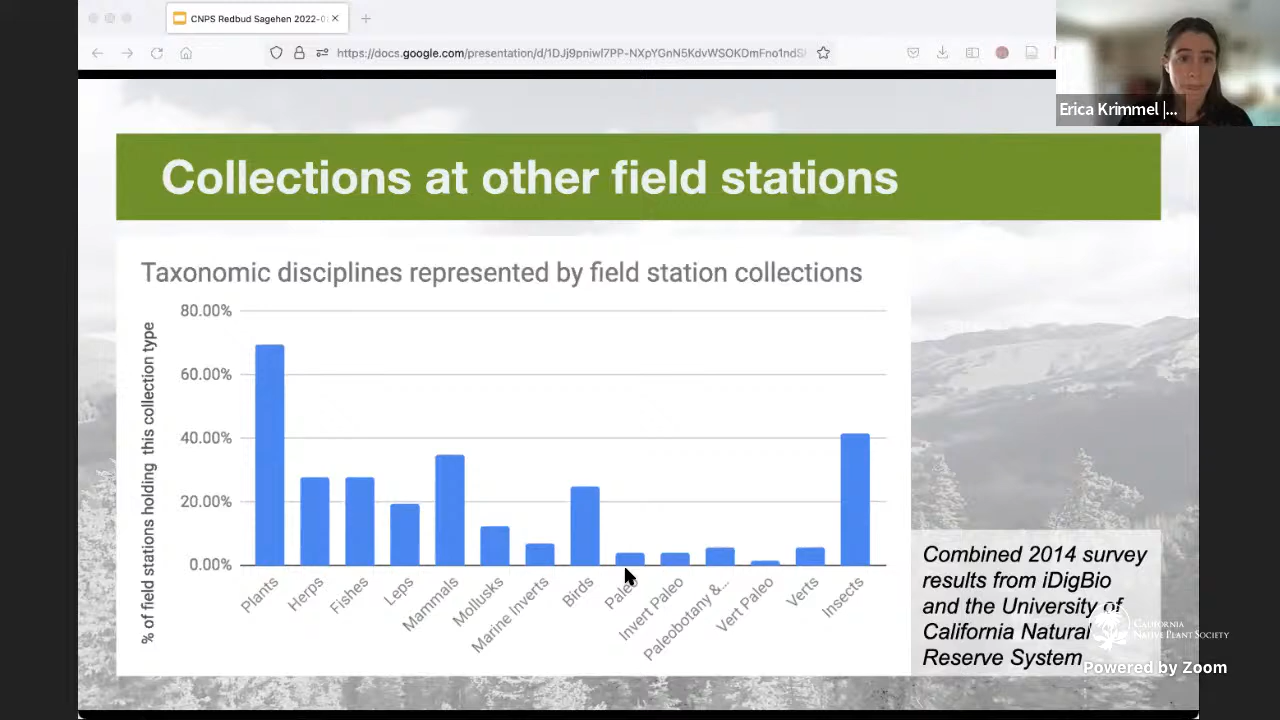 CNPS Redbud Sagehen 2022-0
https://docs.google.com/presentation/d/1DJj9pniwl7PP-NXpYGnN5KdvWSOKDmFno1ndS
Erica Krimmel |...
Collections at other field stations
Taxonomic disciplines represented by field station collections
% of field stations holding this collection type
80.00%
60.00%
40.00%
20.00%
0.00%
Plants
Herps
Fishes
Leps
Mammals
Mollusks
Marine Inverts
Birds
Paleo
Invert Paleo
Paleobotany &...
Vert Paleo
Verts
Insects
Combined 2014 survey
results from iDigBio
and the University of
California Natural
Reserve System
CALIFORNIA
NATIVE PLANT SOCIETY
Powered by Zoom